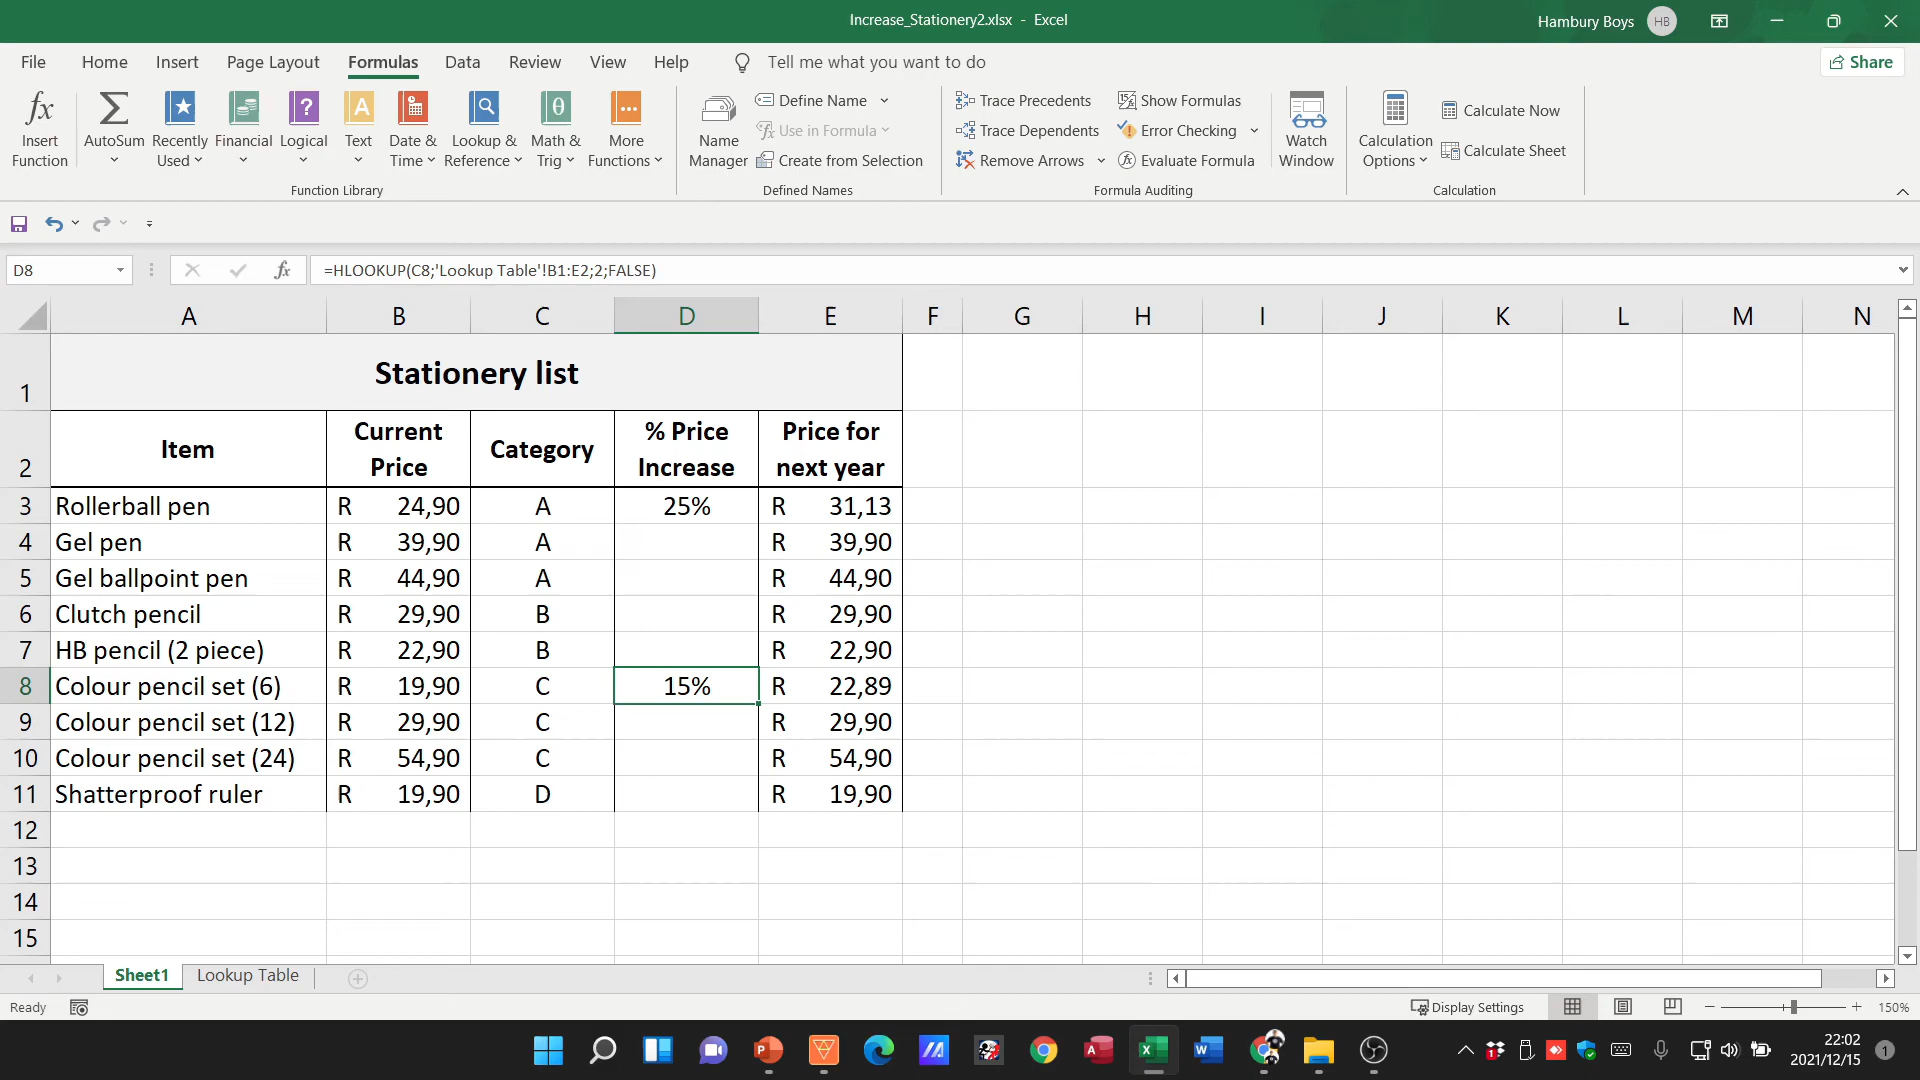 Increase_Stationery2.xlsx - Excel
Hambury Boys HB
File Home Insert Page Layout Formulas Data Review View Help Tell me what you want to do Share
Insert Function
AutoSum
Recently Used
Financial
Logical
Text
Date & Time
Lookup & Reference
Math & Trig
More Functions
Function Library
Name Manager
Define Name
Use in Formula
Create from Selection
Defined Names
Trace Precedents
Trace Dependents
Remove Arrows
Show Formulas
Error Checking
Evaluate Formula
Formula Auditing
Watch Window
Calculation Options
Calculate Now
Calculate Sheet
Calculation
D8 fx =HLOOKUP(C8;'Lookup Table'!B1:E2;2;FALSE)
A B C D E F G H I J K L M N
1 Stationery list
2 Item Current Price Category % Price Increase Price for next year
3 Rollerball pen R 24,90 A 25% R 31,13
4 Gel pen R 39,90 A R 39,90
5 Gel ballpoint pen R 44,90 A R 44,90
6 Clutch pencil R 29,90 B R 29,90
7 HB pencil (2 piece) R 22,90 B R 22,90
8 Colour pencil set (6) R 19,90 C 15% R 22,89
9 Colour pencil set (12) R 29,90 C R 29,90
10 Colour pencil set (24) R 54,90 C R 54,90
11 Shatterproof ruler R 19,90 D R 19,90
12
13
14
15
Sheet1 Lookup Table
Ready Display Settings 150%
22:02
2021/12/15 1